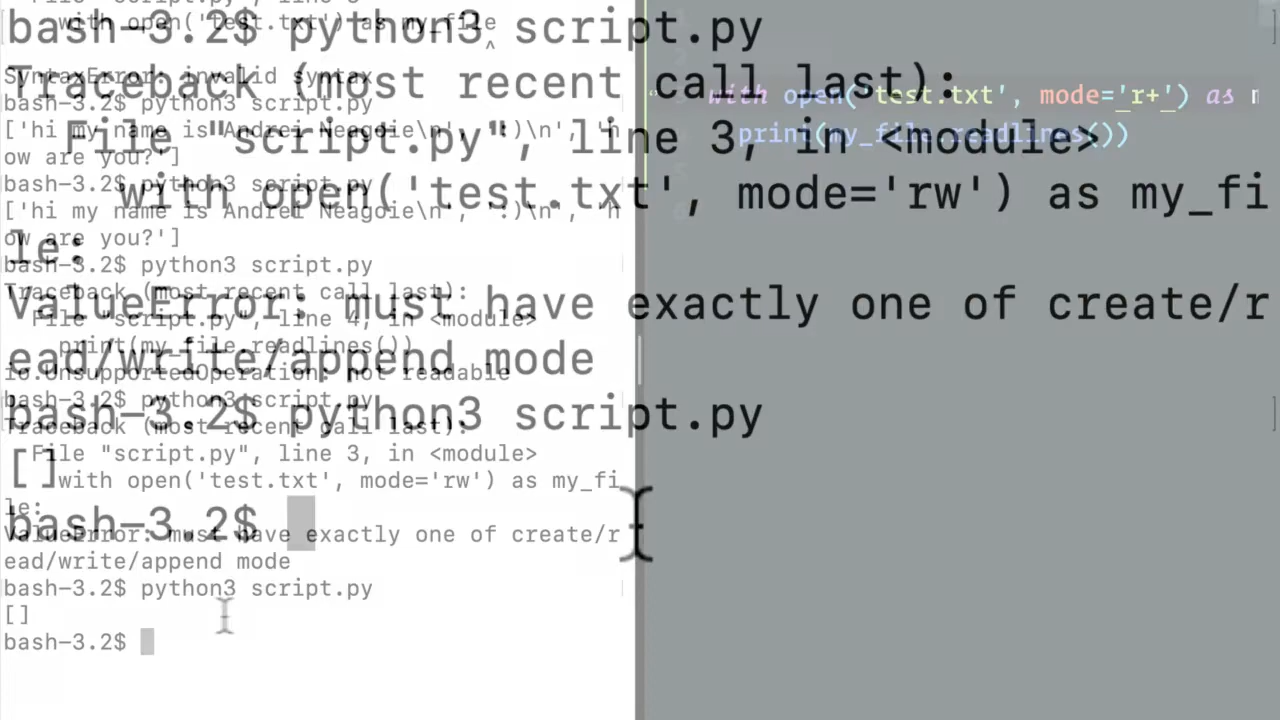 bash-3.2$ python3 script.py
Traceback (most recent call last):
File "script.py", line 3, in <module>
with open('test.txt', mode='rw') as my_fi
le:
ValueError: must have exactly one of create/r
ead/write/append mode
bash-3.2$ python3 script.py
[]
bash-3.2$
with open('test.txt') as my_file
^
SyntaxError: invalid syntax
bash-3.2$ python3 script.py
['hi my name is Andrei Neagoie\n', ':)\n', 'h
ow are you?']
bash-3.2$ python3 script.py
['hi my name is Andrei Neagoie\n', ':)\n', 'h
ow are you?']
bash-3.2$ python3 script.py
Traceback (most recent call last):
File "script.py", line 4, in <module>
print(my_file.readlines())
io.UnsupportedOperation: not readable
bash-3.2$ python3 script.py
Traceback (most recent call last):
File "script.py", line 3, in <module>
with open('test.txt', mode='rw') as my_fi
le:
ValueError: must have exactly one of create/r
ead/write/append mode
bash-3.2$ python3 script.py
[]
bash-3.2$
with open('test.txt', mode='r+') as m
print(my_file.readlines())